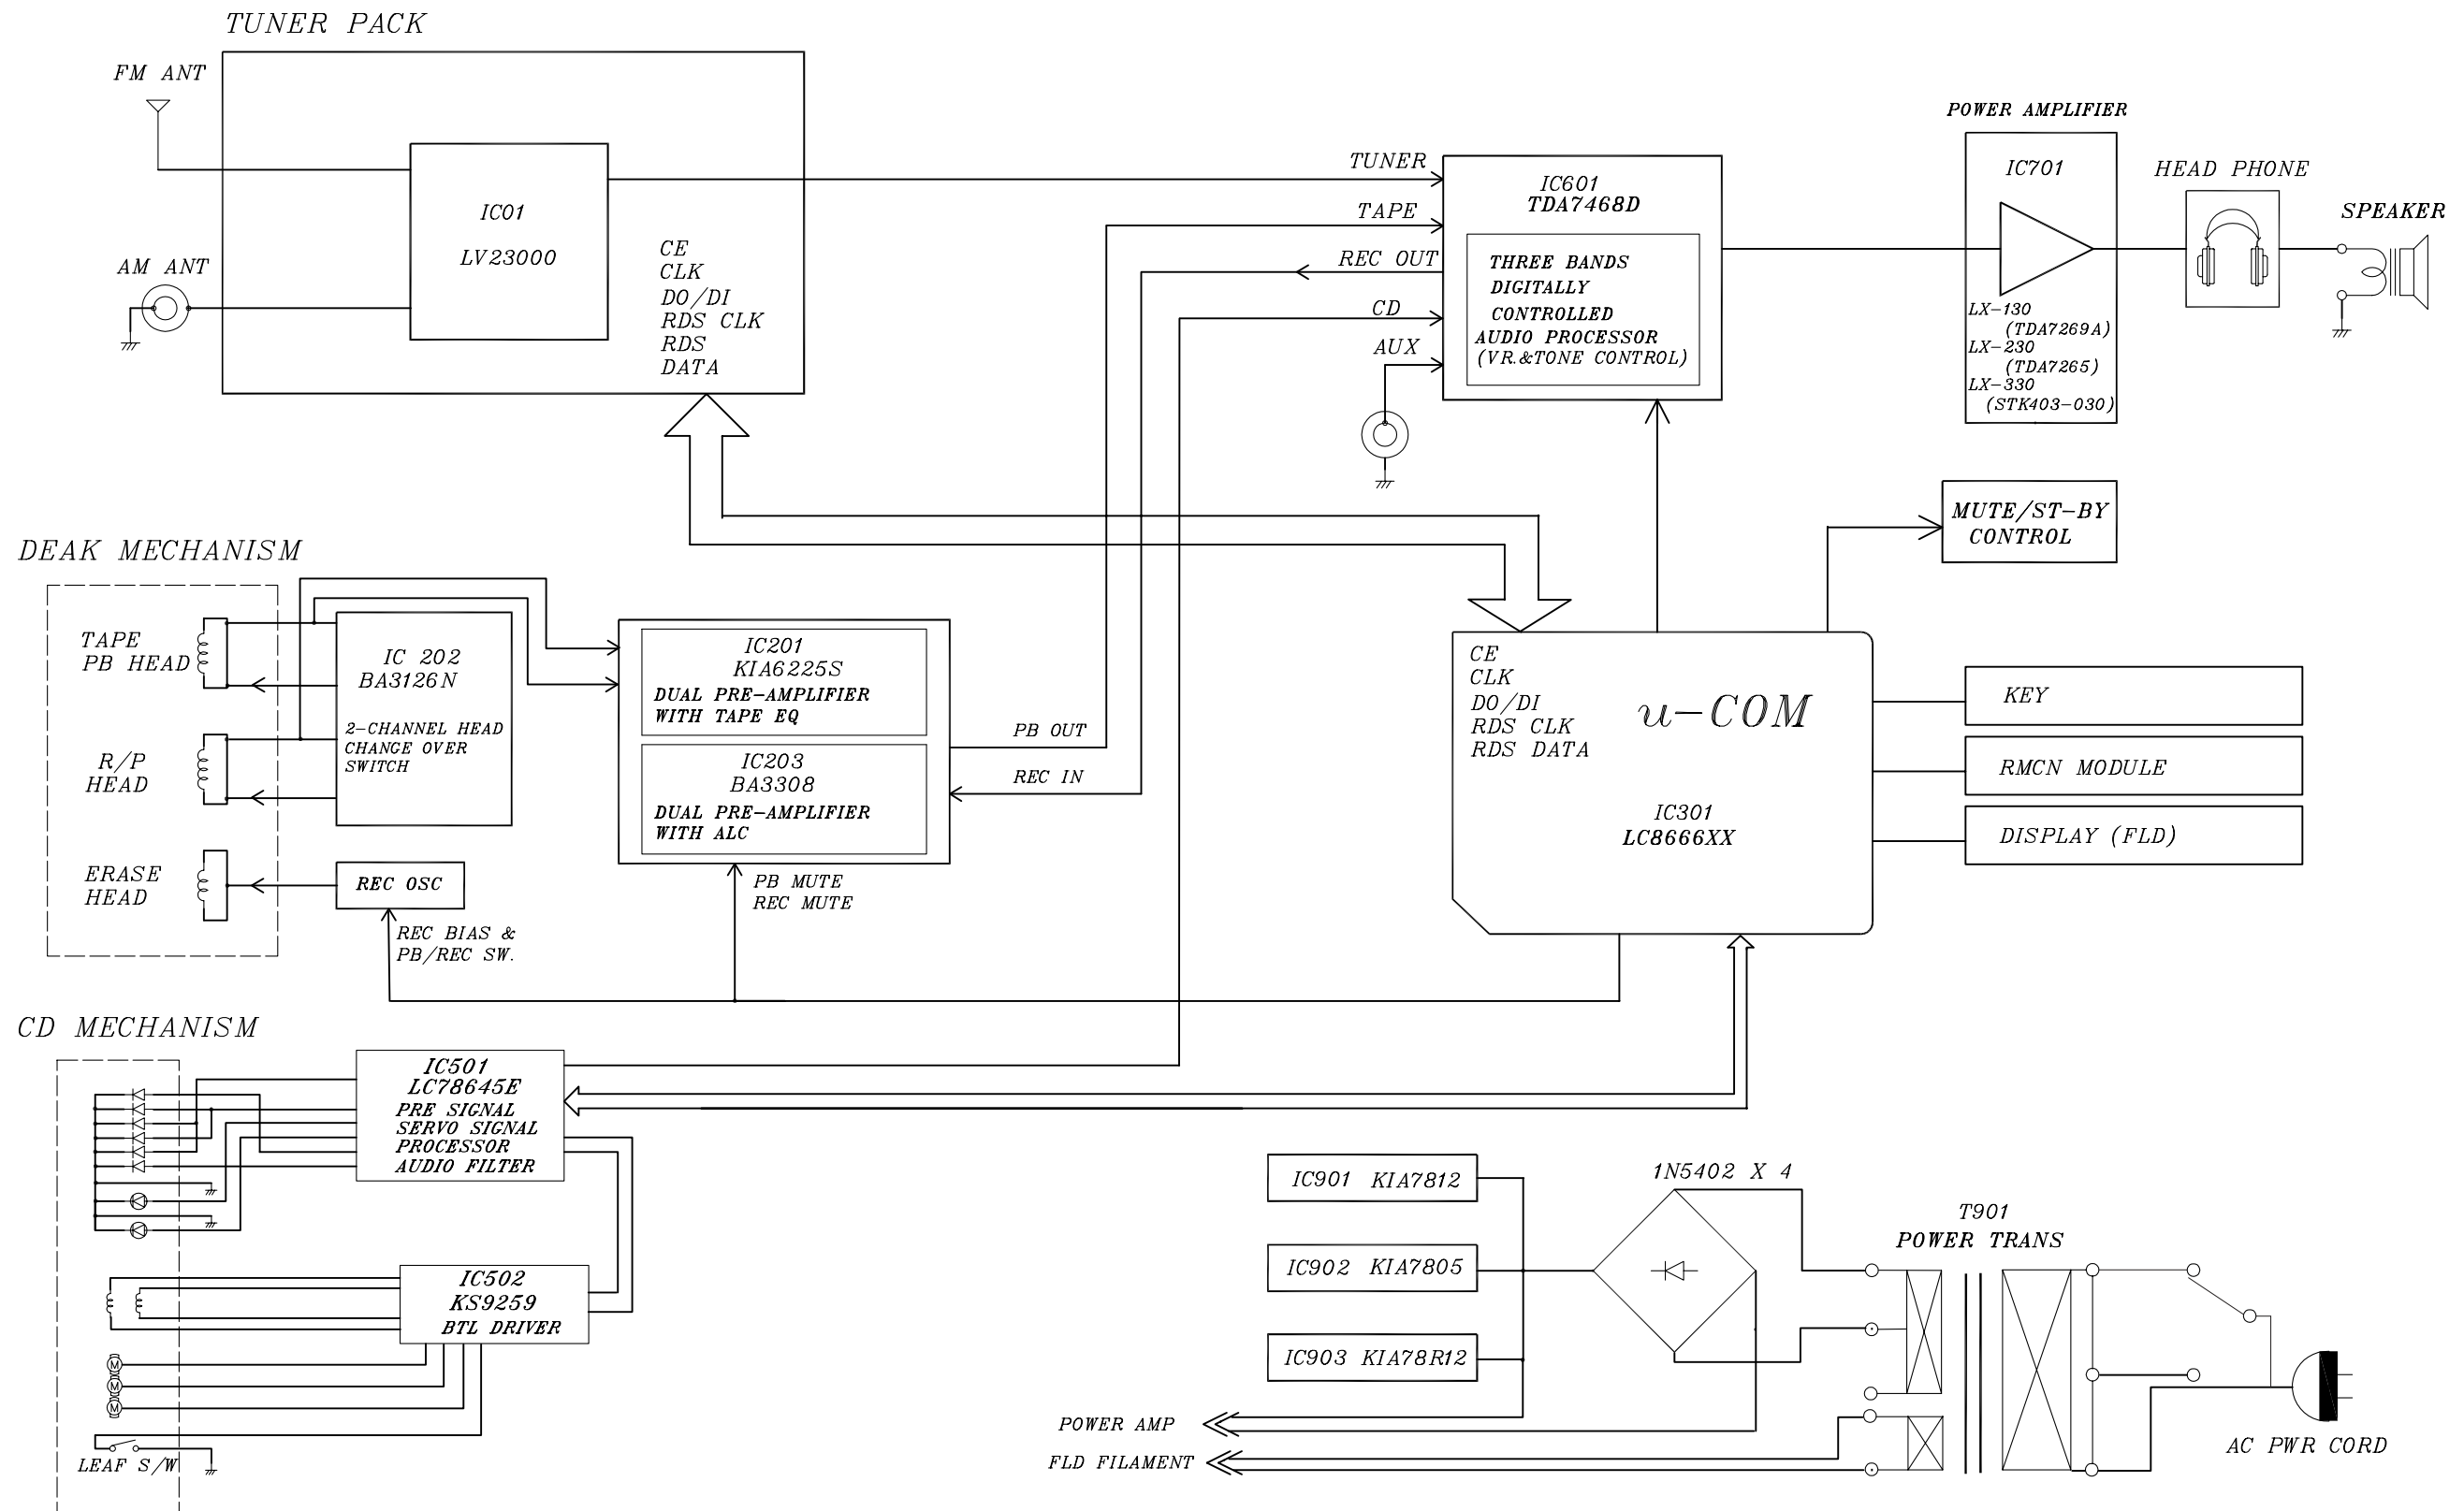 TUNER PACK
FM ANT
AM ANT
IC01
LV23000
CE
CLK
DO/DI
RDS CLK
RDS
DATA
TUNER
TAPE
REC OUT
CD
AUX
IC601
TDA7468D
THREE BANDS
DIGITALLY
CONTROLLED
AUDIO PROCESSOR
(VR.&TONE CONTROL)
POWER AMPLIFIER
IC701
LX-130
(TDA7269A)
LX-230
(TDA7265)
LX-330
(STK403-030)
HEAD PHONE
SPEAKER
MUTE/ST-BY
CONTROL
DEAK MECHANISM
TAPE
PB HEAD
R/P
HEAD
ERASE
HEAD
IC 202
BA3126N
2-CHANNEL HEAD
CHANGE OVER
SWITCH
REC OSC
REC BIAS &
PB/REC SW.
IC201
KIA6225S
DUAL PRE-AMPLIFIER
WITH TAPE EQ
IC203
BA3308
DUAL PRE-AMPLIFIER
WITH ALC
PB OUT
REC IN
PB MUTE
REC MUTE
CE
CLK
DO/DI
RDS CLK
RDS DATA
u-COM
IC301
LC8666XX
KEY
RMCN MODULE
DISPLAY (FLD)
CD MECHANISM
IC501
LC78645E
PRE SIGNAL
SERVO SIGNAL
PROCESSOR
AUDIO FILTER
IC502
KS9259
BTL DRIVER
M
M
M
LEAF S/W
IC901 KIA7812
IC902 KIA7805
IC903 KIA78R12
1N5402 X 4
T901
POWER TRANS
POWER AMP
FLD FILAMENT
AC PWR CORD